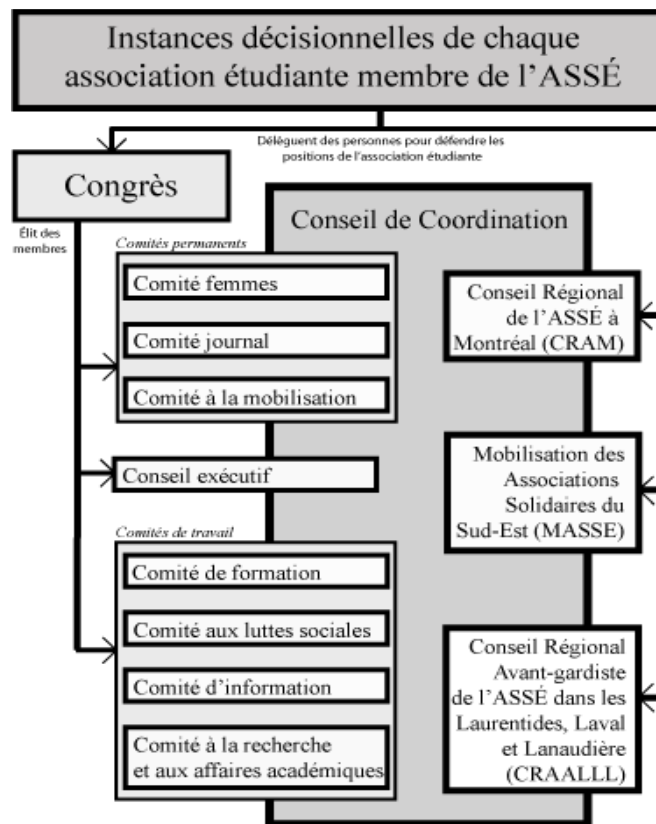 Instances décisionnelles de chaque
association étudiante membre de l'ASSÉ
Délèguent des personnes pour défendre les
positions de l'association étudiante
Congrès
Élit des
membres
Conseil de Coordination
Comités permanents
Comité femmes
Comité journal
Comité à la mobilisation
Conseil exécutif
Comités de travail
Comité de formation
Comité aux luttes sociales
Comité d'information
Comité à la recherche
et aux affaires académiques
Conseil Régional
de l'ASSÉ à
Montréal (CRAM)
Mobilisation des
Associations
Solidaires du
Sud-Est (MASSE)
Conseil Régional
Avant-gardiste
de l'ASSÉ dans les
Laurentides, Laval
et Lanaudière
(CRAALLL)